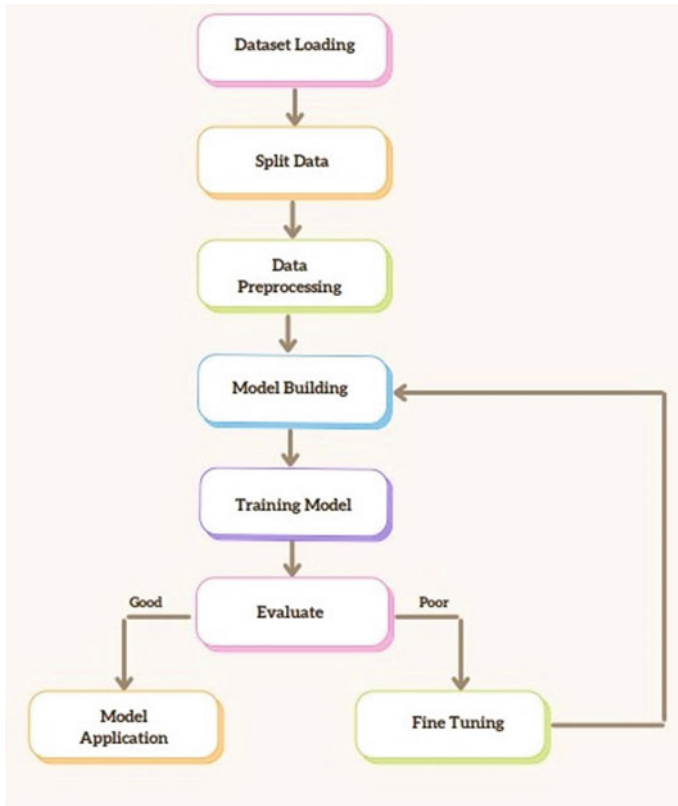 Dataset Loading
Split Data
Data
Preprocessing
Model Building
Training Model
Evaluate
Good
Poor
Model
Application
Fine Tuning